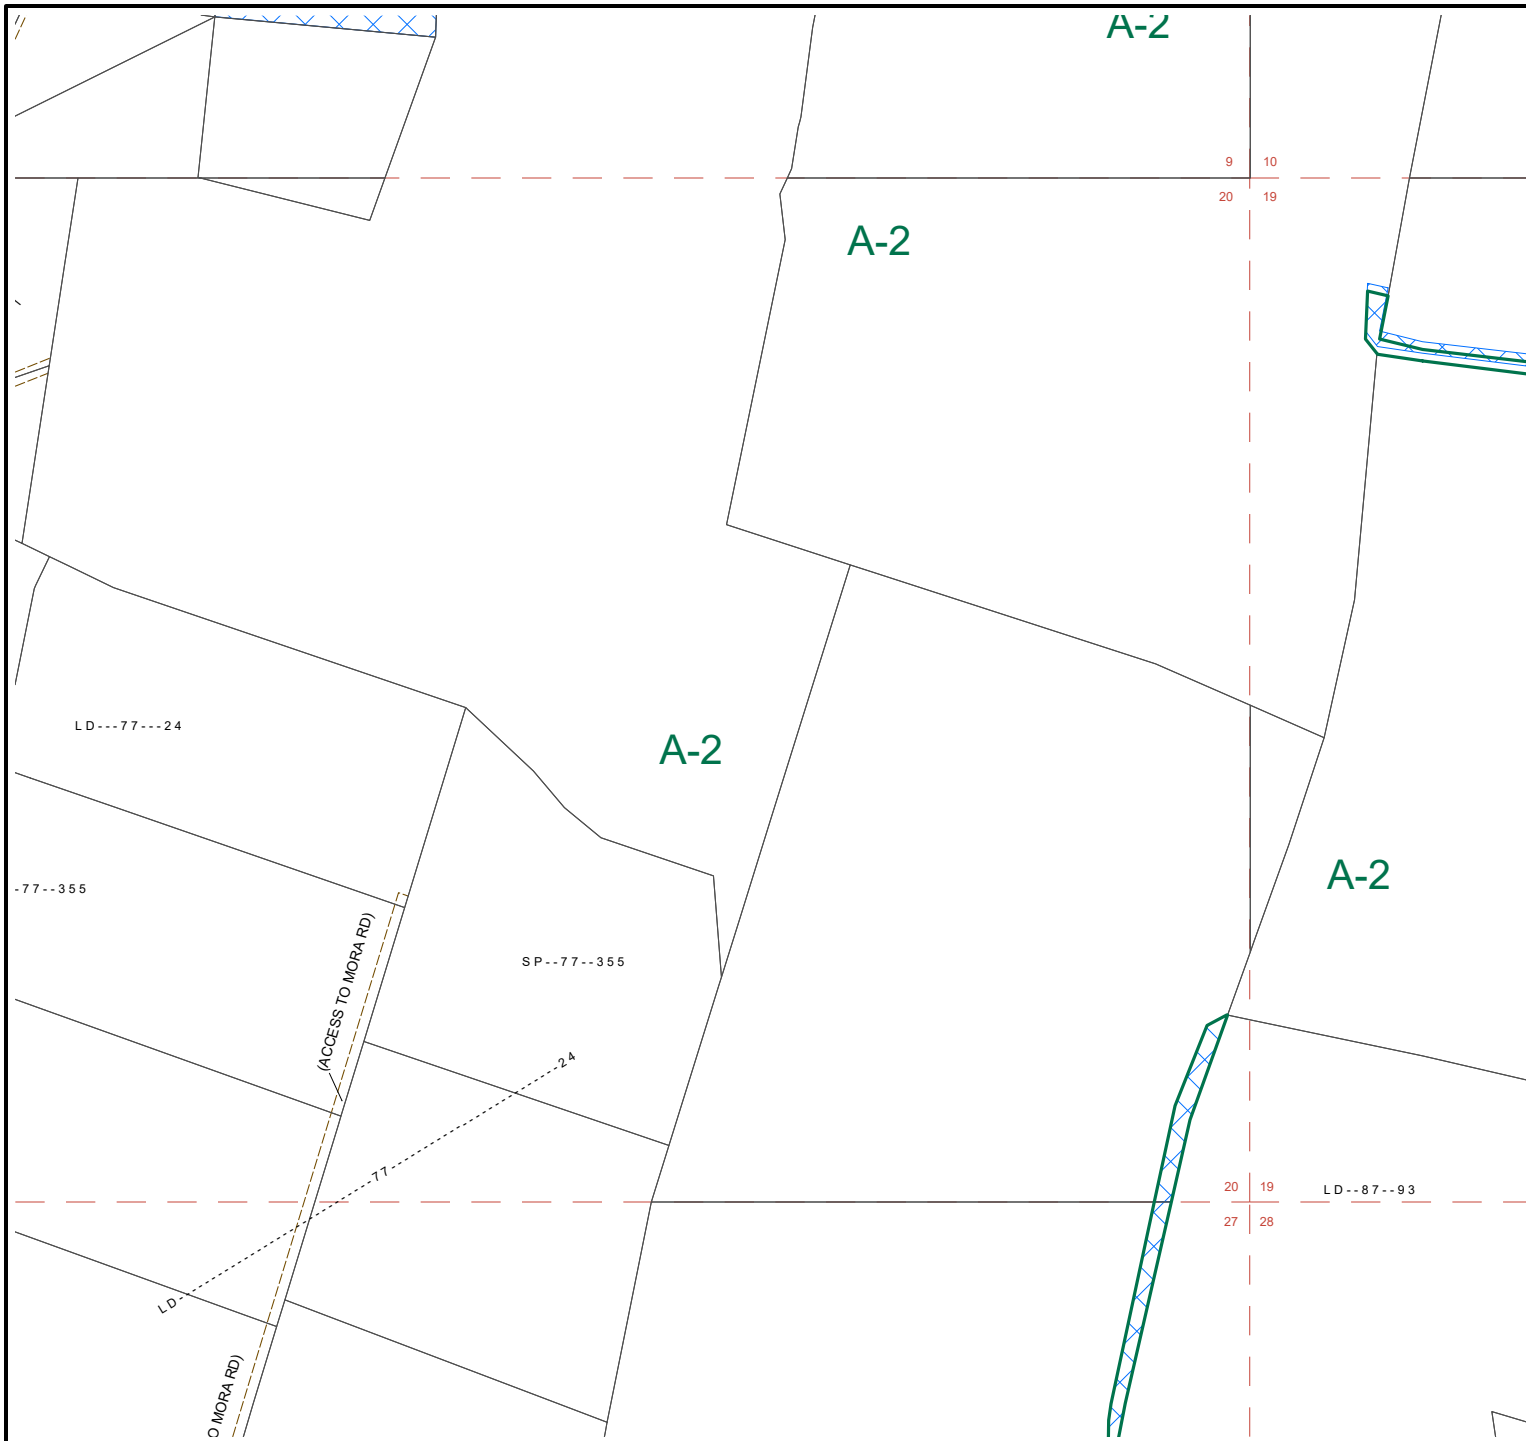 A-2
9 10
20 19
A-2
LD---77---24
A-2
A-2
-77--355
(ACCESS TO MORA RD)
SP--77--355
LD---77---24
20 19
27 28
LD--87--93
O MORA RD)